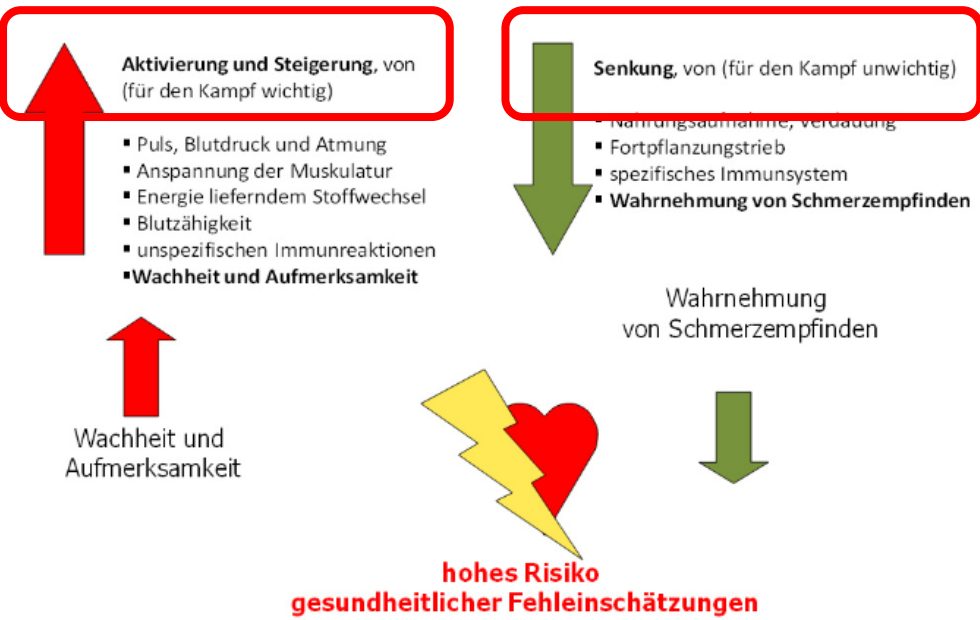 Aktivierung und Steigerung, von
(für den Kampf wichtig)
▪ Puls, Blutdruck und Atmung
▪ Anspannung der Muskulatur
▪ Energie lieferndem Stoffwechsel
▪ Blutzähigkeit
▪ unspezifischen Immunreaktionen
▪Wachheit und Aufmerksamkeit
Senkung, von (für den Kampf unwichtig)
▪ Nahrungsaufnahme, Verdauung
▪ Fortpflanzungstrieb
▪ spezifisches Immunsystem
▪ Wahrnehmung von Schmerzempfinden
Wahrnehmung
von Schmerzempfinden
Wachheit und
Aufmerksamkeit
hohes Risiko
gesundheitlicher Fehleinschätzungen